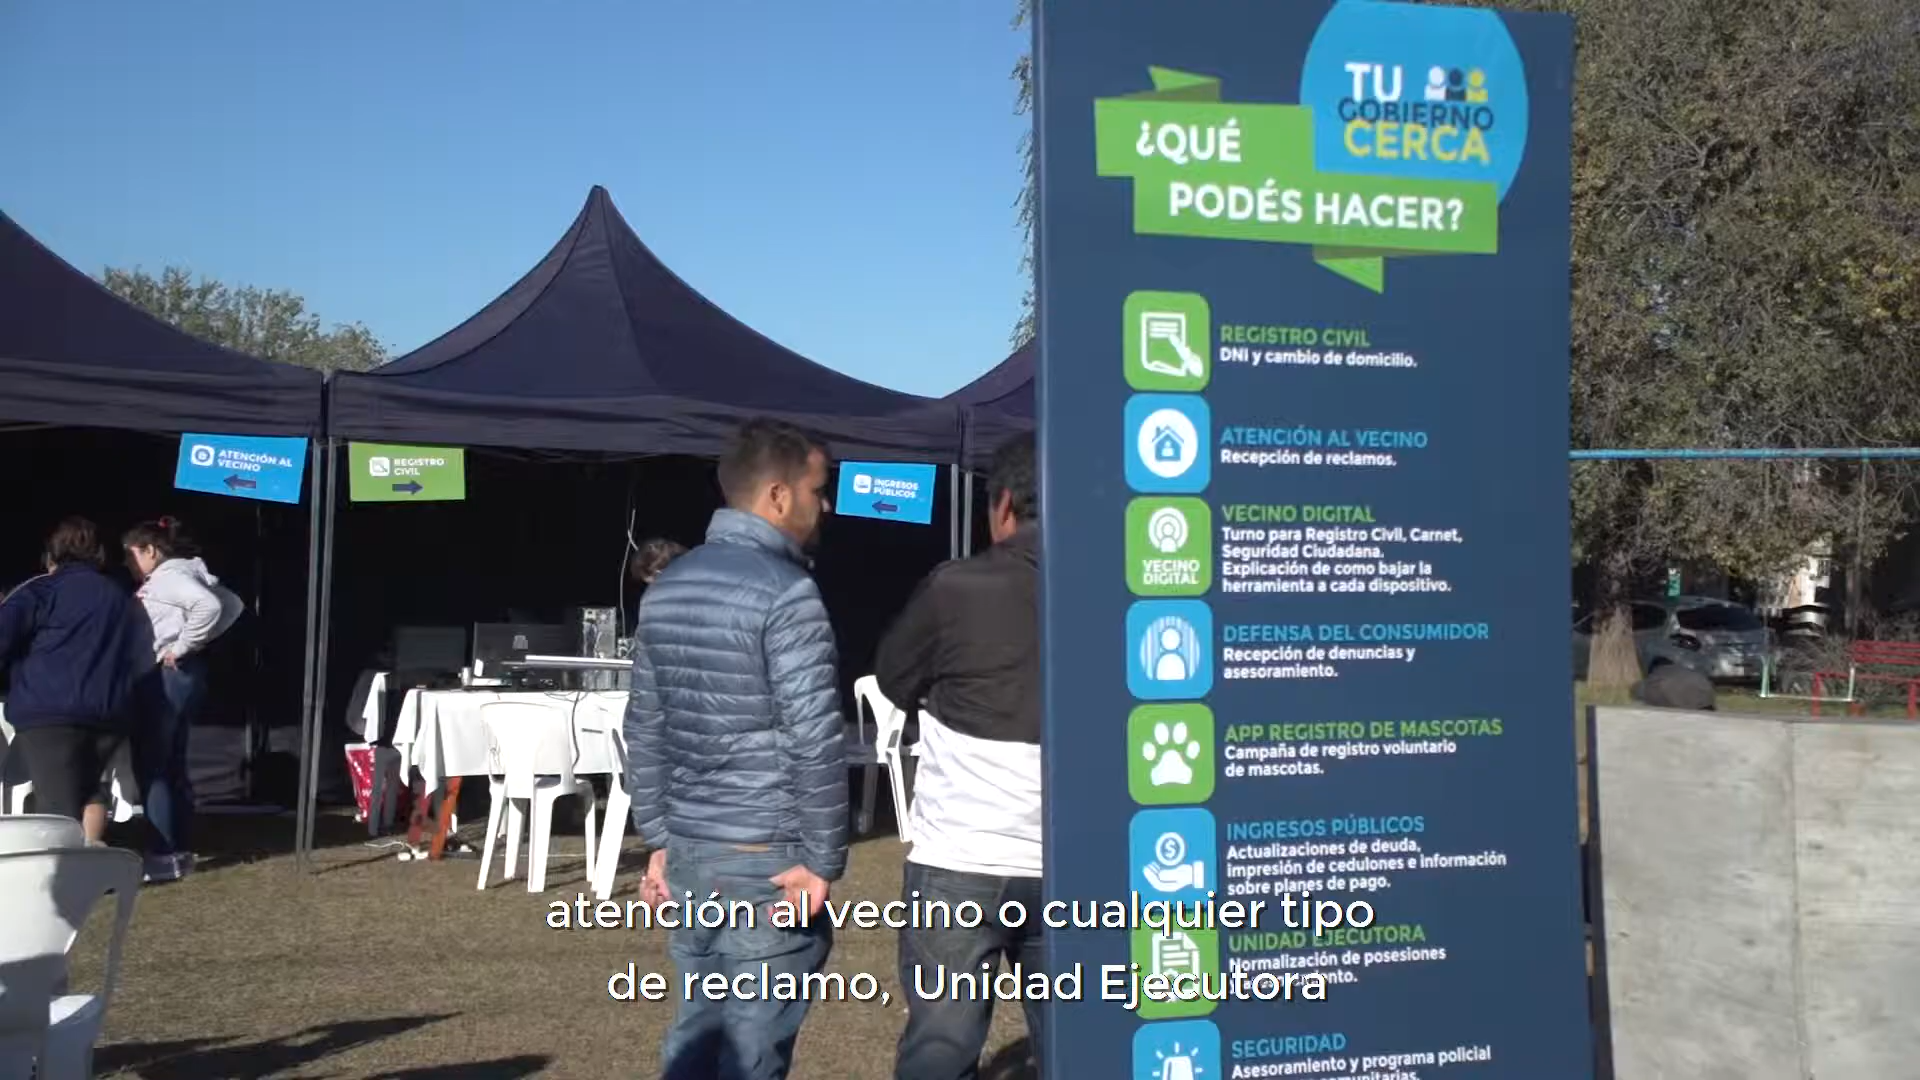 TU
GOBIERNO
CERCA
¿QUÉ
PODÉS HACER?
REGISTRO CIVIL
DNI y cambio de domicilio.
ATENCIÓN AL VECINO
Recepción de reclamos.
VECINO
DIGITAL
VECINO DIGITAL
Turno para Registro Civil, Carnet,
Seguridad Ciudadana.
Explicación de como bajar la
herramienta a cada dispositivo.
DEFENSA DEL CONSUMIDOR
Recepción de denuncias y
asesoramiento.
APP REGISTRO DE MASCOTAS
Campaña de registro voluntario
de mascotas.
INGRESOS PÚBLICOS
Actualizaciones de deuda,
impresión de cedulones e información
sobre planes de pago.
UNIDAD EJECUTORA
Normalización de posesiones
SEGURIDAD
Asesoramiento y programa policial
ATENCIÓN AL
VECINO
REGISTRO
CIVIL
INGRESOS
PÚBLICOS
atención al vecino o cualquier tipo
de reclamo, Unidad Ejecutora